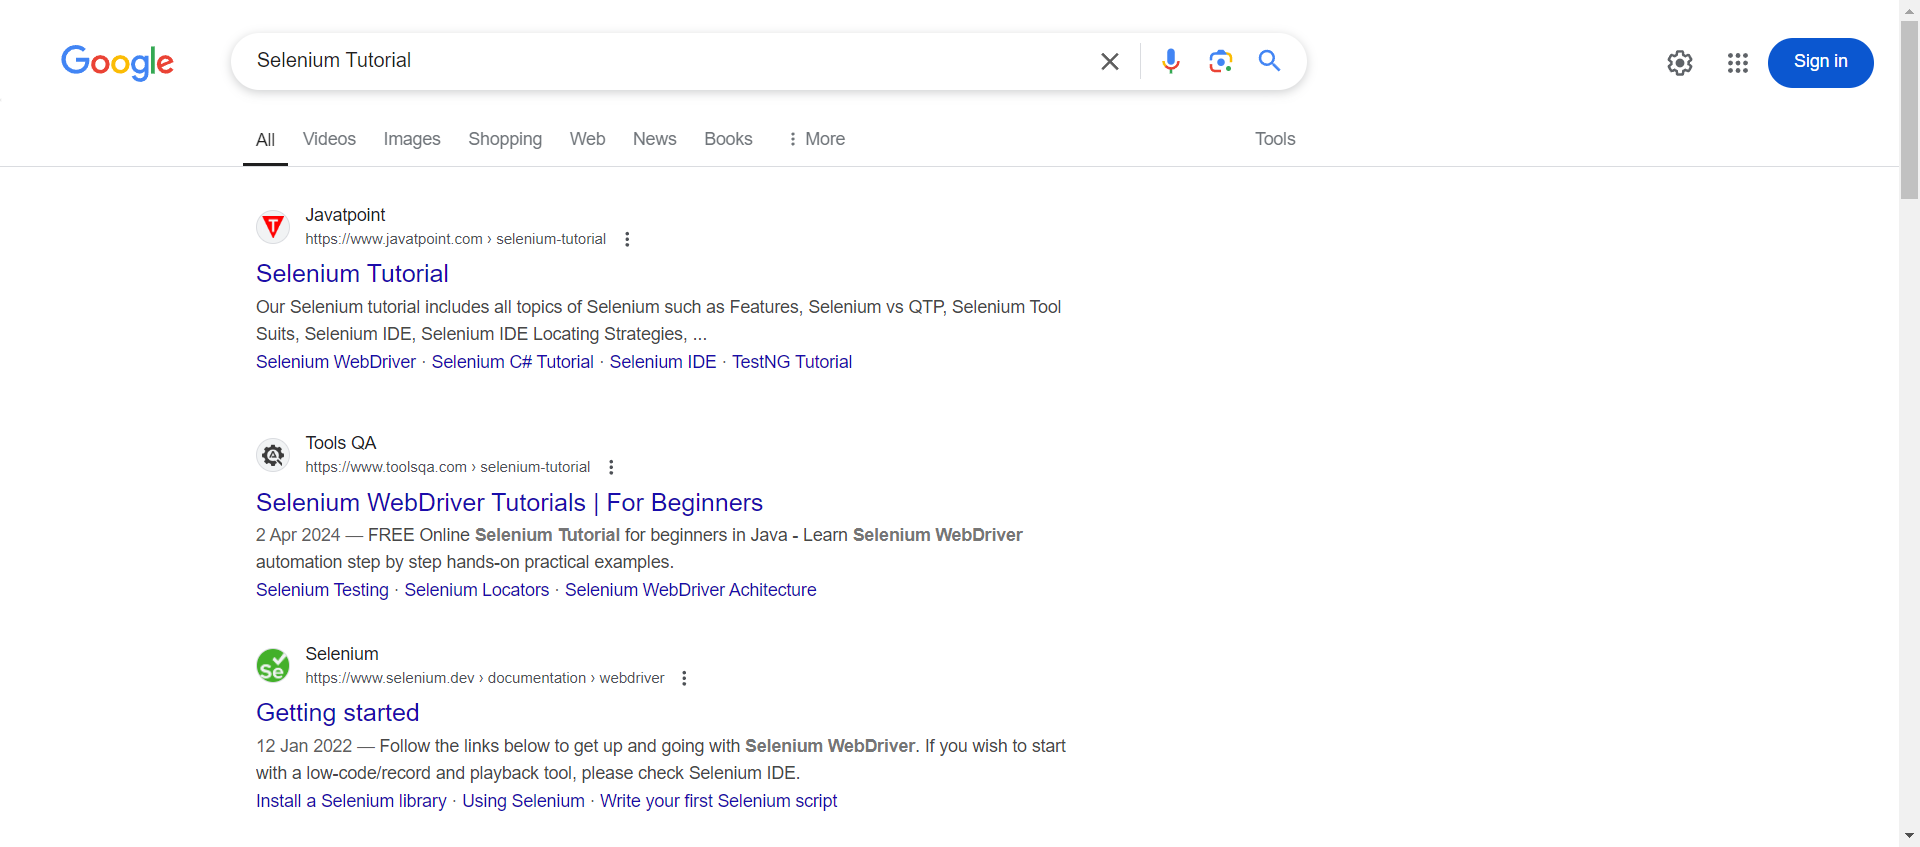 Google
Selenium Tutorial
Sign in
All Videos Images Shopping Web News Books More Tools
Javatpoint
https://www.javatpoint.com › selenium-tutorial
Selenium Tutorial
Our Selenium tutorial includes all topics of Selenium such as Features, Selenium vs QTP, Selenium Tool
Suits, Selenium IDE, Selenium IDE Locating Strategies, ...
Selenium WebDriver · Selenium C# Tutorial · Selenium IDE · TestNG Tutorial
Tools QA
https://www.toolsqa.com › selenium-tutorial
Selenium WebDriver Tutorials | For Beginners
2 Apr 2024 — FREE Online Selenium Tutorial for beginners in Java - Learn Selenium WebDriver
automation step by step hands-on practical examples.
Selenium Testing · Selenium Locators · Selenium WebDriver Achitecture
Se
Selenium
https://www.selenium.dev › documentation › webdriver
Getting started
12 Jan 2022 — Follow the links below to get up and going with Selenium WebDriver. If you wish to start
with a low-code/record and playback tool, please check Selenium IDE.
Install a Selenium library · Using Selenium · Write your first Selenium script